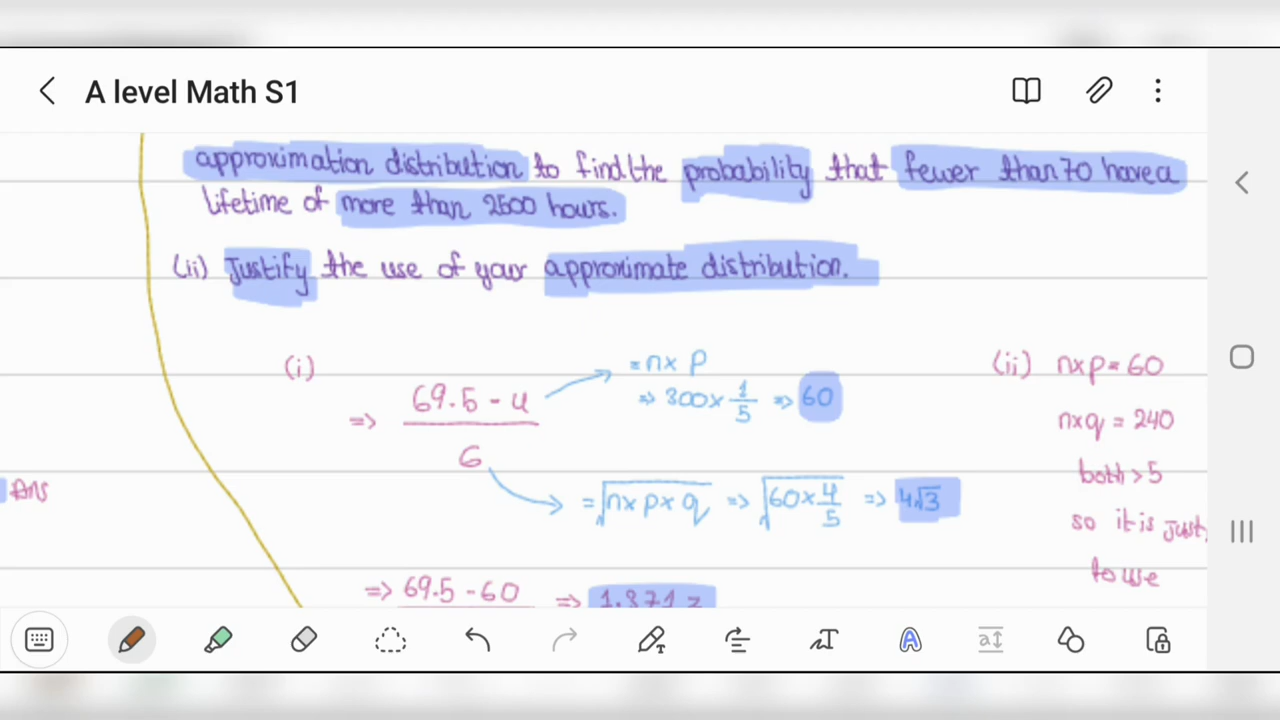 A level Math S1
approximation distribution to find the probability that fewer than 70 have a
lifetime of more than 2500 hours.
(ii) Justify the use of your approximate distribution.
(i)
=> 69.5 - u
6
= n x p
=> 300 x 1/5 => 60
= √n x p x q => √60 x 4/5 => 4√3
(ii) n x p = 60
n x q = 240
both > 5
so it is just
to use
Ans
=> 69.5 - 60 => 1.371 z